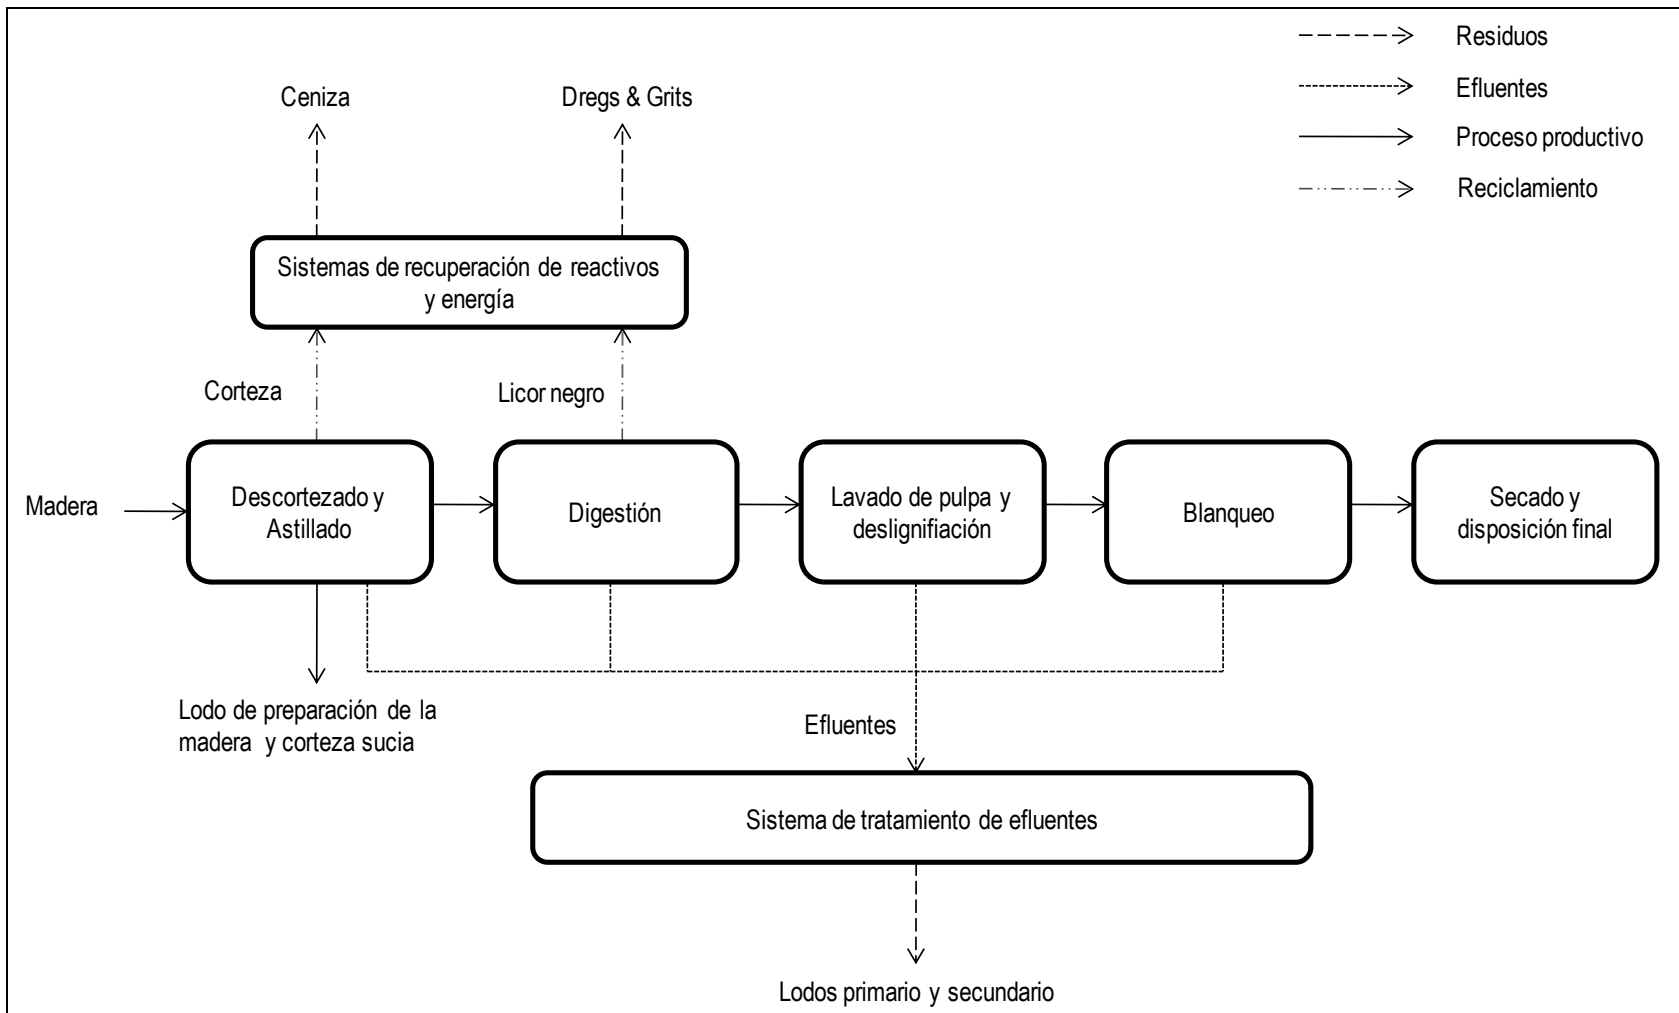 Residuos
Efluentes
Proceso productivo
Reciclamiento
Ceniza
Dregs & Grits
Sistemas de recuperación de reactivos
y energía
Corteza
Licor negro
Madera
Descortezado y
Astillado
Digestión
Lavado de pulpa y
deslignifiación
Blanqueo
Secado y
disposición final
Lodo de preparación de la
madera y corteza sucia
Efluentes
Sistema de tratamiento de efluentes
Lodos primario y secundario